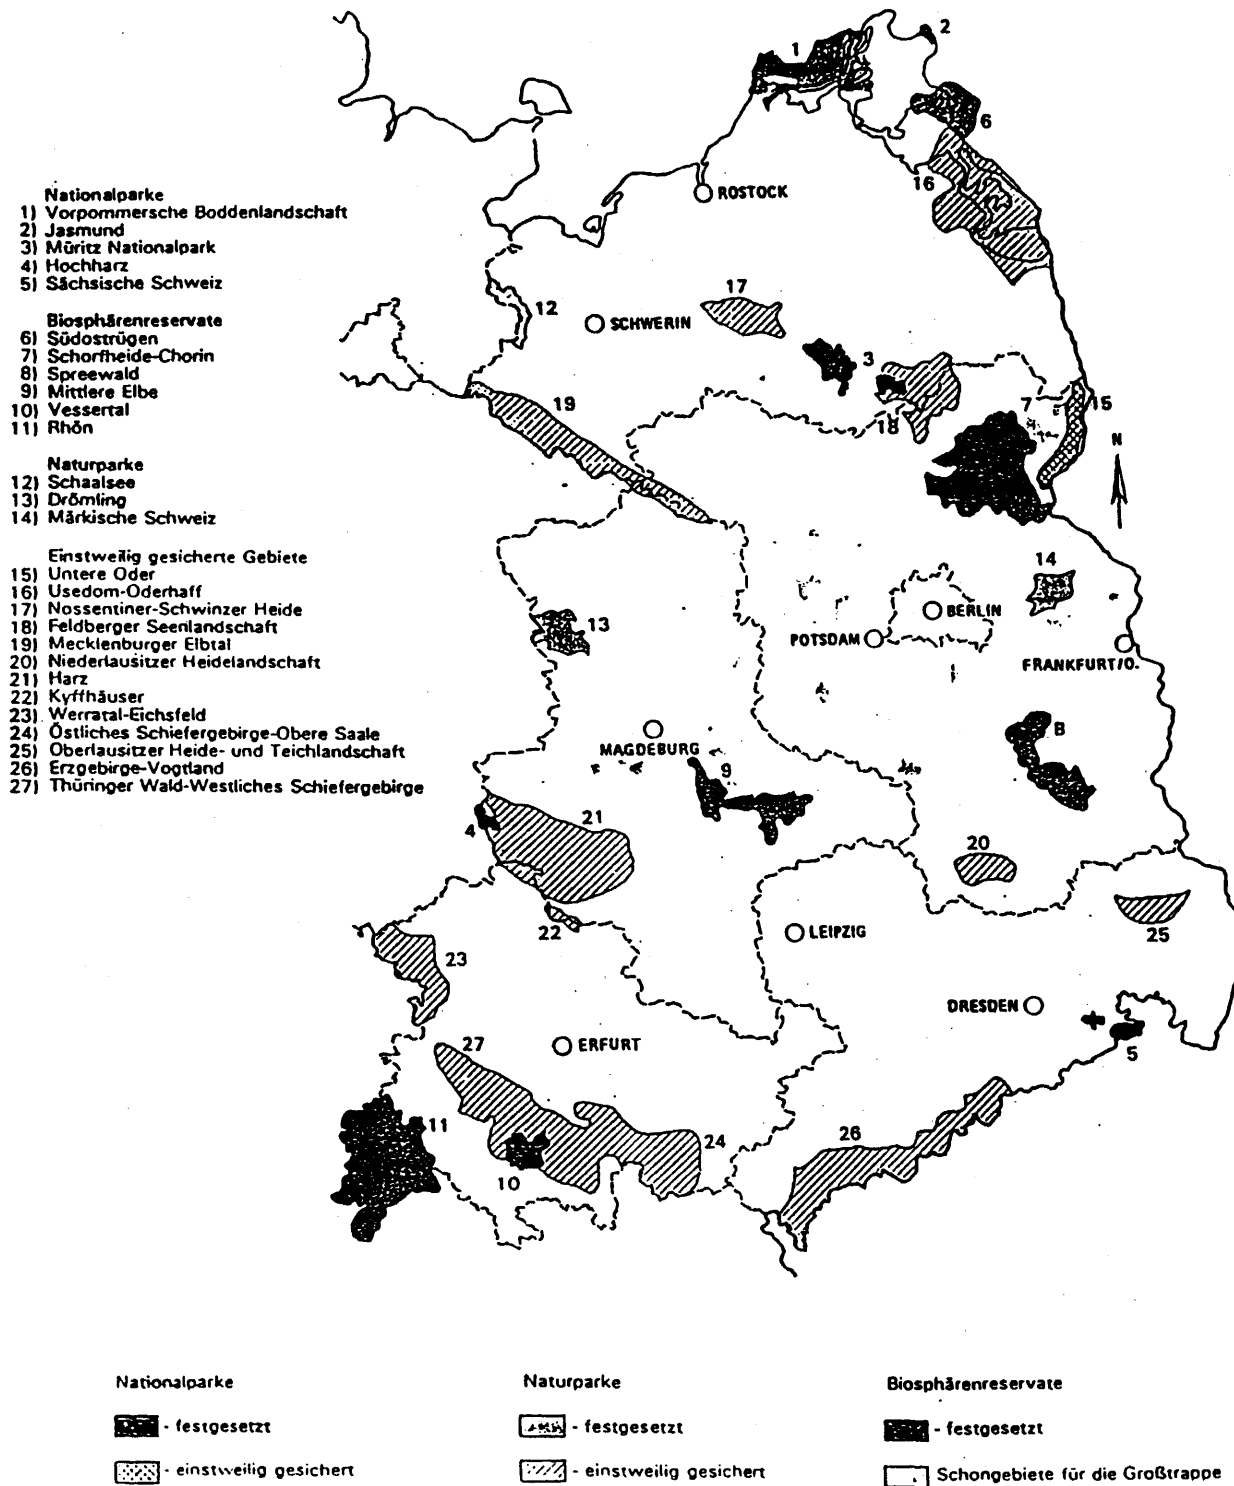 Nationalparke
1) Vorpommersche Boddenlandschaft
2) Jasmund
3) Müritz Nationalpark
4) Hochharz
5) Sächsische Schweiz
Biosphärenreservate
6) Südostrügen
7) Schorfheide-Chorin
8) Spreewald
9) Mittlere Elbe
10) Vessertal
11) Rhön
Naturparke
12) Schaalsee
13) Drömling
14) Märkische Schweiz
Einstweilig gesicherte Gebiete
15) Untere Oder
16) Usedom-Oderhaff
17) Nossentiner-Schwinzer Heide
18) Feldberger Seenlandschaft
19) Mecklenburger Elbtal
20) Niederlausitzer Heidelandschaft
21) Harz
22) Kyffhäuser
23) Werratal-Eichsfeld
24) Östliches Schiefergebirge-Obere Saale
25) Oberlausitzer Heide- und Teichlandschaft
26) Erzgebirge-Vogtland
27) Thüringer Wald-Westliches Schiefergebirge
1
2
6
16
ROSTOCK
17
12
SCHWERIN
3
7
15
19
18
N
14
BERLIN
13
POTSDAM
FRANKFURT/O.
8
MAGDEBURG
9
21
4
20
22
LEIPZIG
25
23
DRESDEN
27
ERFURT
5
11
24
26
10
Nationalparke
- festgesetzt
- einstweilig gesichert
Naturparke
- festgesetzt
- einstweilig gesichert
Biosphärenreservate
- festgesetzt
Schongebiete für die Großtrappe